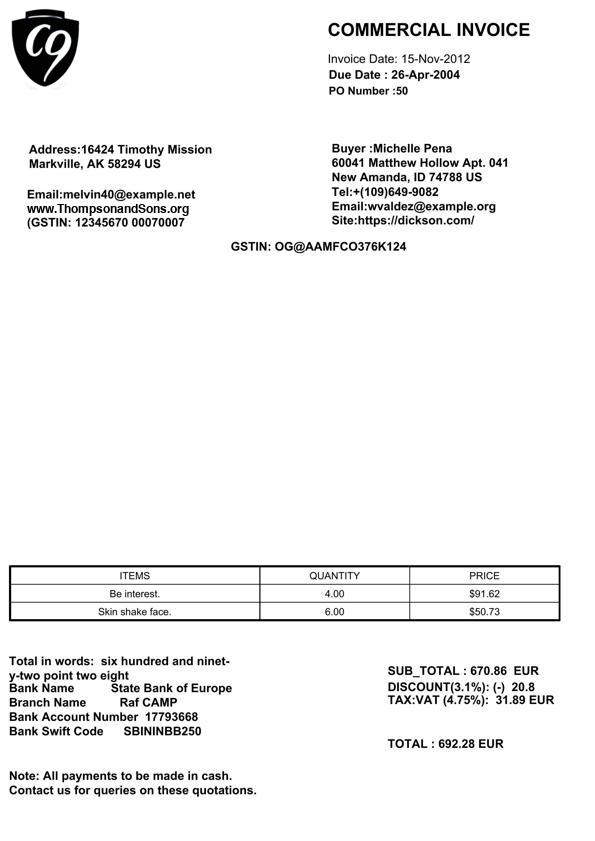 C9
COMMERCIAL INVOICE
Invoice Date: 15-Nov-2012
Due Date : 26-Apr-2004
PO Number :50
Address:16424 Timothy Mission
Markville, AK 58294 US
Email:melvin40@example.net
www.ThompsonandSons.org
(GSTIN: 12345670 00070007
Buyer :Michelle Pena
60041 Matthew Hollow Apt. 041
New Amanda, ID 74788 US
Tel:+(109)649-9082
Email:wvaldez@example.org
Site:https://dickson.com/
GSTIN: OG@AAMFCO376K124
ITEMS QUANTITY PRICE
Be interest. 4.00 $91.62
Skin shake face. 6.00 $50.73
Total in words: six hundred and ninet-
y-two point two eight
Bank Name State Bank of Europe
Branch Name Raf CAMP
Bank Account Number 17793668
Bank Swift Code SBININBB250
SUB_TOTAL : 670.86 EUR
DISCOUNT(3.1%): (-) 20.8
TAX:VAT (4.75%): 31.89 EUR
TOTAL : 692.28 EUR
Note: All payments to be made in cash.
Contact us for queries on these quotations.